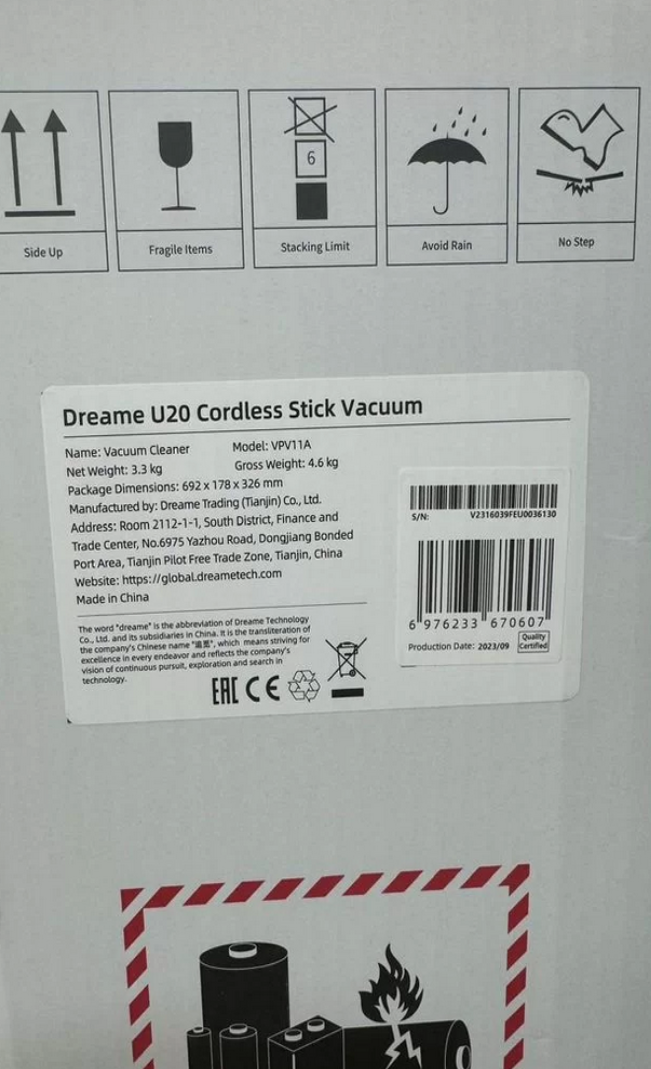 Side Up
Fragile Items
6
Stacking Limit
Avoid Rain
No Step
Dreame U20 Cordless Stick Vacuum
Name: Vacuum Cleaner Model: VPV11A
Net Weight: 3.3 kg Gross Weight: 4.6 kg
Package Dimensions: 692 x 178 x 326 mm
Manufactured by: Dreame Trading (Tianjin) Co., Ltd.
Address: Room 2112-1-1, South District, Finance and
Trade Center, No.6975 Yazhou Road, Dongjiang Bonded
Port Area, Tianjin Pilot Free Trade Zone, Tianjin, China
Website: https://global.dreametech.com
Made in China
The word "dreame" is the abbreviation of Dreame Technology
Co., Ltd. and its subsidiaries in China. It is the transliteration of
the company's Chinese name "追觅", which means striving for
excellence in every endeavor and reflects the company's
vision of continuous pursuit, exploration and search in
technology.
EAC CE
S/N: V2316039FEU0036130
6 976233 670607
Production Date: 2023/09 Quality
Certified